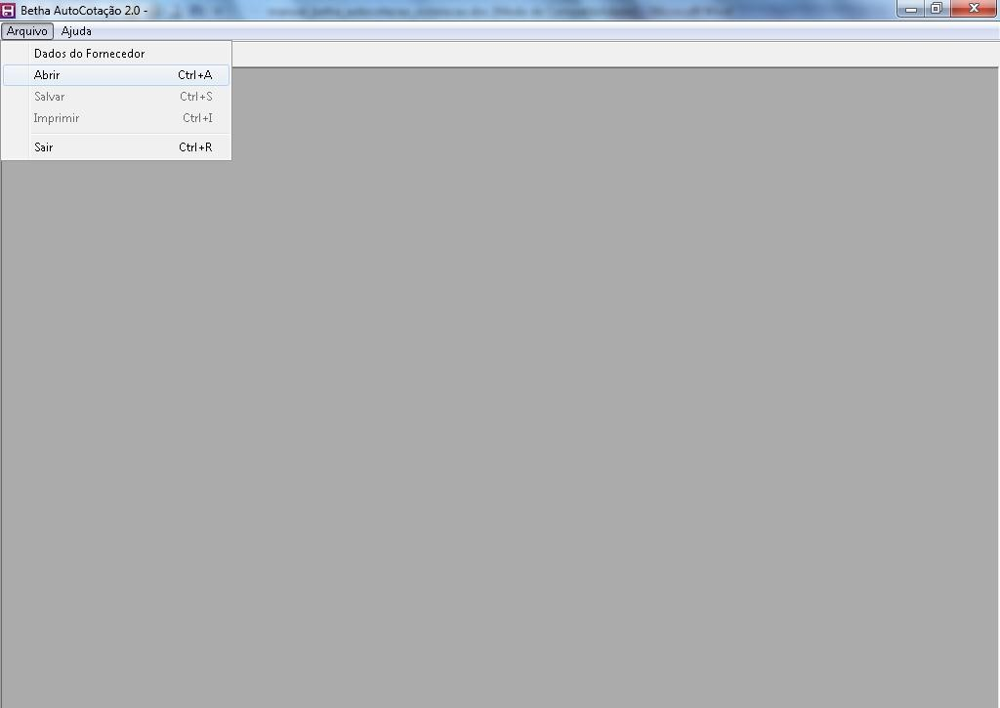 Betha AutoCotação 2.0 -
Arquivo Ajuda
Dados do Fornecedor
Abrir Ctrl+A
Salvar Ctrl+S
Imprimir Ctrl+I
Sair Ctrl+R